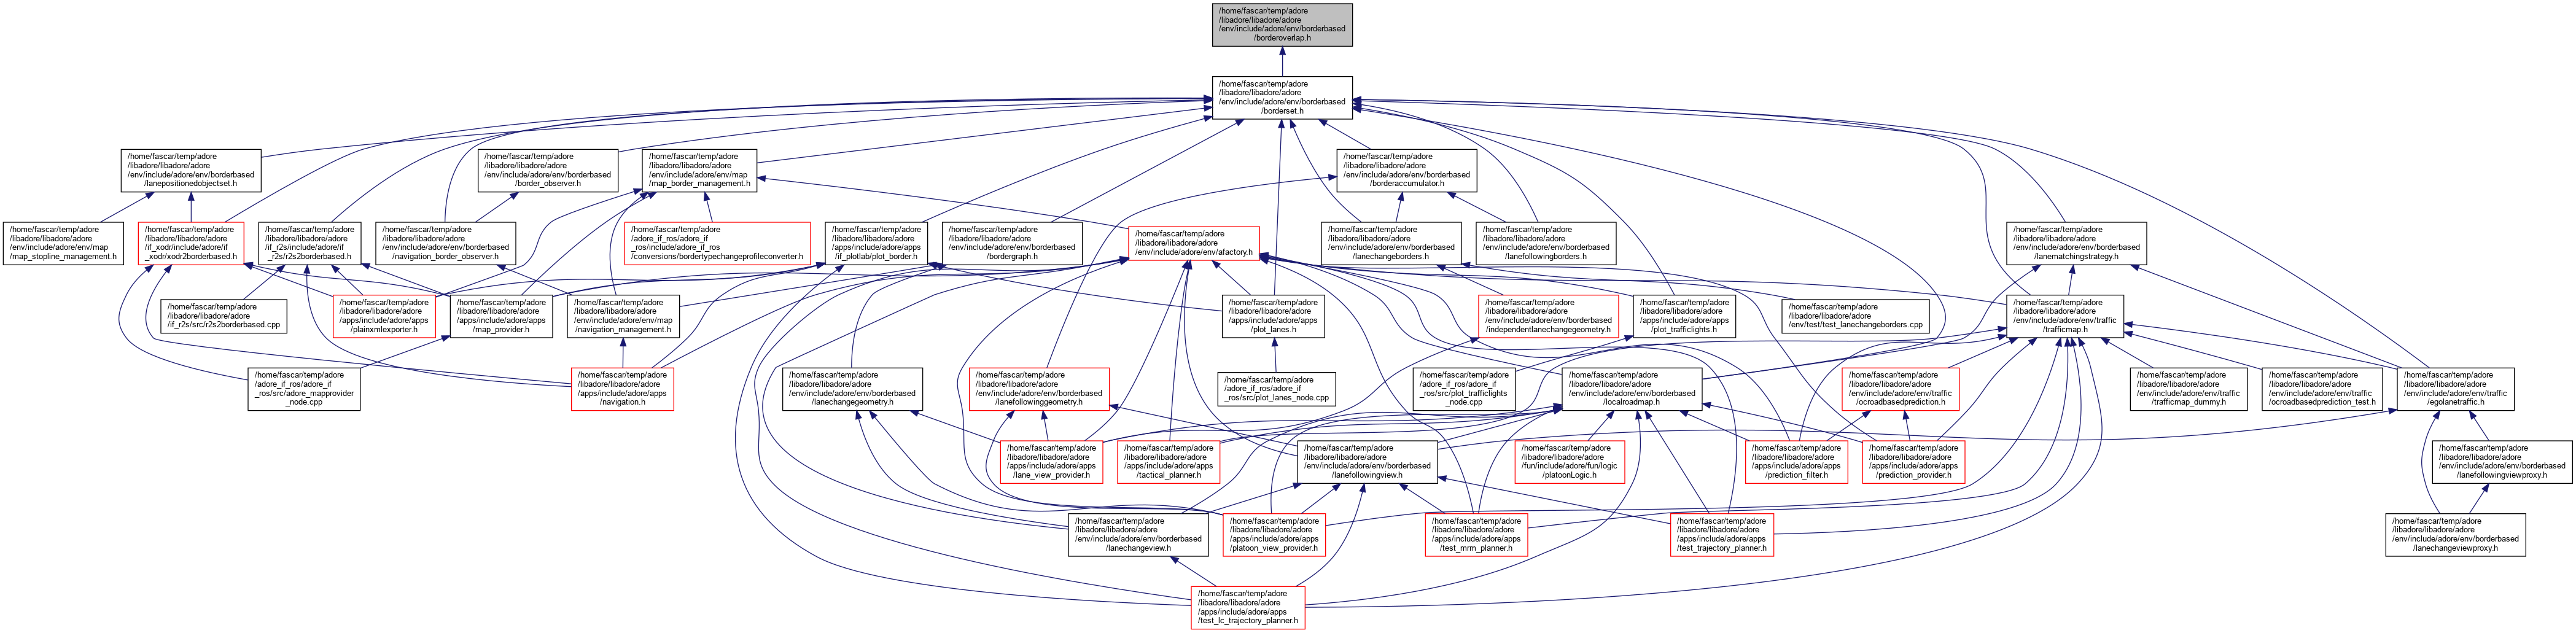 /home/fascar/temp/adore
/libadore/libadore/adore
/env/include/adore/env/borderbased
/borderoverlap.h
/home/fascar/temp/adore
/libadore/libadore/adore
/env/include/adore/env/borderbased
/borderset.h
/home/fascar/temp/adore
/libadore/libadore/adore
/env/include/adore/env/borderbased
/lanepositionedobjectset.h
/home/fascar/temp/adore
/libadore/libadore/adore
/env/include/adore/env/borderbased
/border_observer.h
/home/fascar/temp/adore
/libadore/libadore/adore
/env/include/adore/env/map
/map_border_management.h
/home/fascar/temp/adore
/libadore/libadore/adore
/env/include/adore/env/borderbased
/borderaccumulator.h
/home/fascar/temp/adore
/libadore/libadore/adore
/env/include/adore/env/map
/map_stopline_management.h
/home/fascar/temp/adore
/libadore/libadore/adore
/if_xodr/include/adore/if
_xodr/xodr2borderbased.h
/home/fascar/temp/adore
/libadore/libadore/adore
/if_r2s/include/adore/if
_r2s/r2s2borderbased.h
/home/fascar/temp/adore
/libadore/libadore/adore
/env/include/adore/env/borderbased
/navigation_border_observer.h
/home/fascar/temp/adore
/adore_if_ros/adore_if
_ros/include/adore_if_ros
/conversions/bordertypechangeprofileconverter.h
/home/fascar/temp/adore
/libadore/libadore/adore
/apps/include/adore/apps
/if_plotlab/plot_border.h
/home/fascar/temp/adore
/libadore/libadore/adore
/env/include/adore/env/borderbased
/bordergraph.h
/home/fascar/temp/adore
/libadore/libadore/adore
/env/include/adore/env/afactory.h
/home/fascar/temp/adore
/libadore/libadore/adore
/env/include/adore/env/borderbased
/lanechangeborders.h
/home/fascar/temp/adore
/libadore/libadore/adore
/env/include/adore/env/borderbased
/lanefollowingborders.h
/home/fascar/temp/adore
/libadore/libadore/adore
/env/include/adore/env/borderbased
/lanematchingstrategy.h
/home/fascar/temp/adore
/libadore/libadore/adore
/if_r2s/src/r2s2borderbased.cpp
/home/fascar/temp/adore
/libadore/libadore/adore
/apps/include/adore/apps
/plainxmlexporter.h
/home/fascar/temp/adore
/libadore/libadore/adore
/apps/include/adore/apps
/map_provider.h
/home/fascar/temp/adore
/libadore/libadore/adore
/env/include/adore/env/map
/navigation_management.h
/home/fascar/temp/adore
/libadore/libadore/adore
/apps/include/adore/apps
/plot_lanes.h
/home/fascar/temp/adore
/libadore/libadore/adore
/env/include/adore/env/borderbased
/independentlanechangegeometry.h
/home/fascar/temp/adore
/libadore/libadore/adore
/apps/include/adore/apps
/plot_trafficlights.h
/home/fascar/temp/adore
/libadore/libadore/adore
/env/test/test_lanechangeborders.cpp
/home/fascar/temp/adore
/libadore/libadore/adore
/env/include/adore/env/traffic
/trafficmap.h
/home/fascar/temp/adore
/adore_if_ros/adore_if
_ros/src/adore_mapprovider
_node.cpp
/home/fascar/temp/adore
/libadore/libadore/adore
/apps/include/adore/apps
/navigation.h
/home/fascar/temp/adore
/libadore/libadore/adore
/env/include/adore/env/borderbased
/lanechangegeometry.h
/home/fascar/temp/adore
/libadore/libadore/adore
/env/include/adore/env/borderbased
/lanefollowinggeometry.h
/home/fascar/temp/adore
/adore_if_ros/adore_if
_ros/src/plot_lanes_node.cpp
/home/fascar/temp/adore
/adore_if_ros/adore_if
_ros/src/plot_trafficlights
_node.cpp
/home/fascar/temp/adore
/libadore/libadore/adore
/env/include/adore/env/borderbased
/localroadmap.h
/home/fascar/temp/adore
/libadore/libadore/adore
/env/include/adore/env/traffic
/ocroadbasedprediction.h
/home/fascar/temp/adore
/libadore/libadore/adore
/env/include/adore/env/traffic
/trafficmap_dummy.h
/home/fascar/temp/adore
/libadore/libadore/adore
/env/include/adore/env/traffic
/ocroadbasedprediction_test.h
/home/fascar/temp/adore
/libadore/libadore/adore
/env/include/adore/env/traffic
/egolanetraffic.h
/home/fascar/temp/adore
/libadore/libadore/adore
/apps/include/adore/apps
/lane_view_provider.h
/home/fascar/temp/adore
/libadore/libadore/adore
/apps/include/adore/apps
/tactical_planner.h
/home/fascar/temp/adore
/libadore/libadore/adore
/env/include/adore/env/borderbased
/lanefollowingview.h
/home/fascar/temp/adore
/libadore/libadore/adore
/fun/include/adore/fun/logic
/platoonLogic.h
/home/fascar/temp/adore
/libadore/libadore/adore
/apps/include/adore/apps
/prediction_filter.h
/home/fascar/temp/adore
/libadore/libadore/adore
/apps/include/adore/apps
/prediction_provider.h
/home/fascar/temp/adore
/libadore/libadore/adore
/env/include/adore/env/borderbased
/lanefollowingviewproxy.h
/home/fascar/temp/adore
/libadore/libadore/adore
/env/include/adore/env/borderbased
/lanechangeview.h
/home/fascar/temp/adore
/libadore/libadore/adore
/apps/include/adore/apps
/platoon_view_provider.h
/home/fascar/temp/adore
/libadore/libadore/adore
/apps/include/adore/apps
/test_mrm_planner.h
/home/fascar/temp/adore
/libadore/libadore/adore
/apps/include/adore/apps
/test_trajectory_planner.h
/home/fascar/temp/adore
/libadore/libadore/adore
/env/include/adore/env/borderbased
/lanechangeviewproxy.h
/home/fascar/temp/adore
/libadore/libadore/adore
/apps/include/adore/apps
/test_lc_trajectory_planner.h